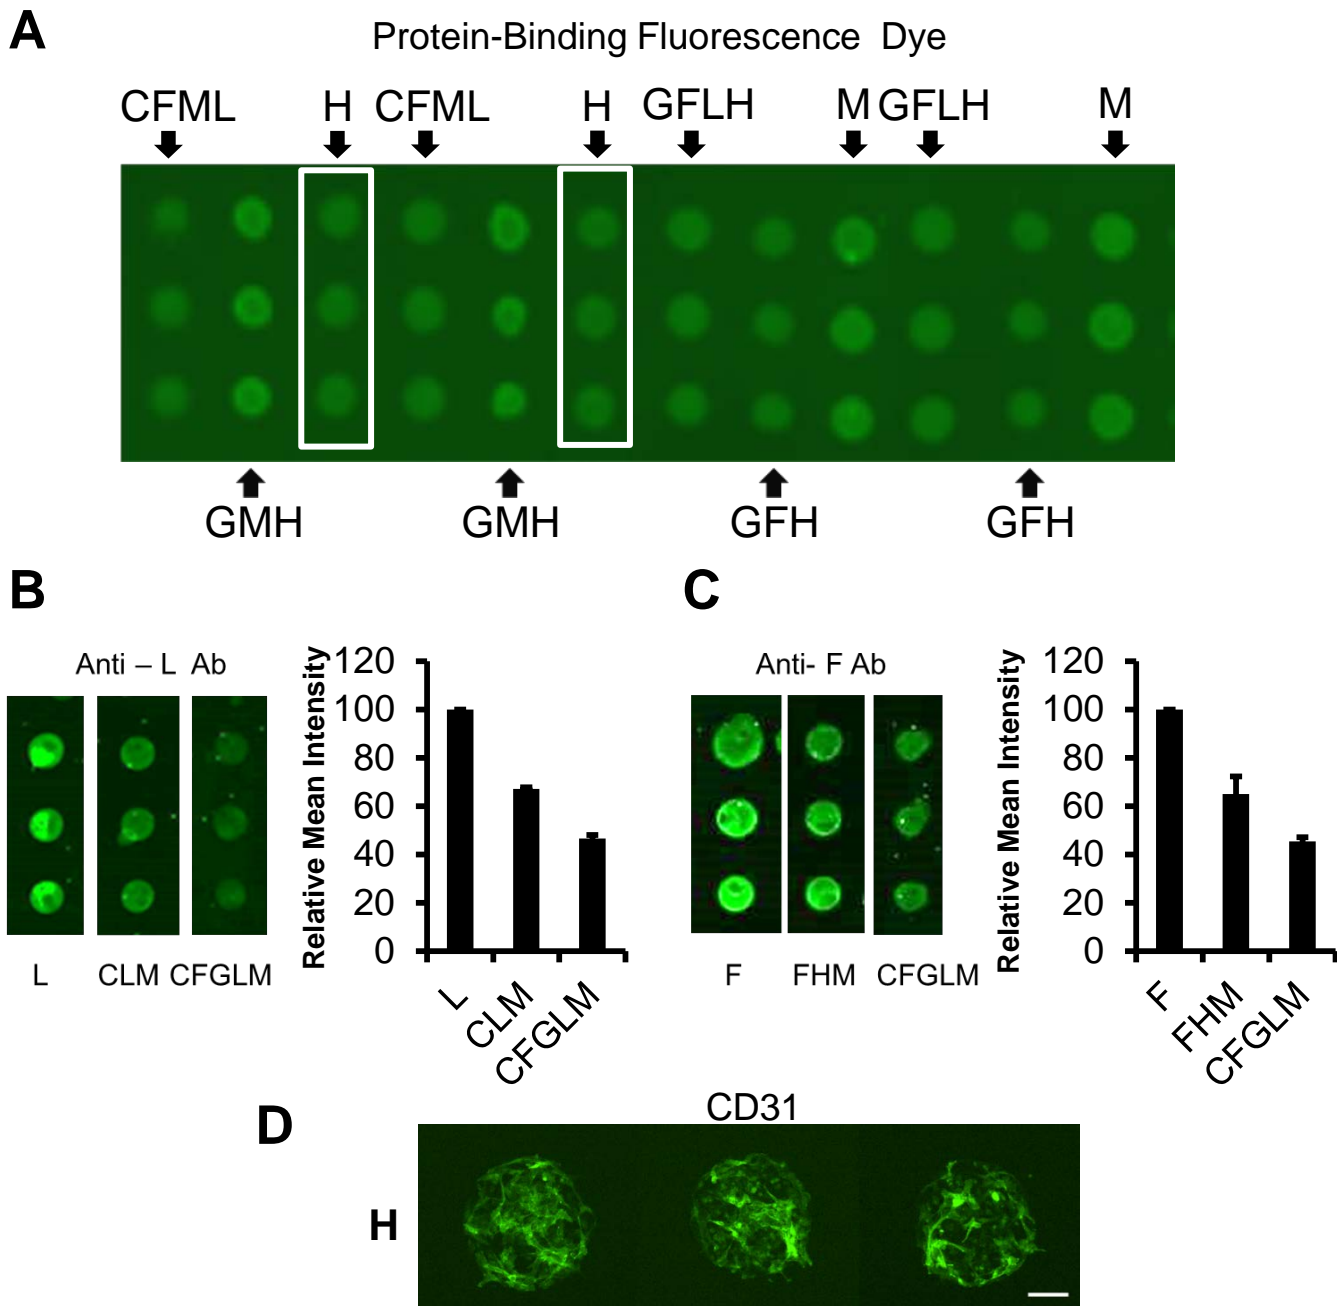 A
Protein-Binding Fluorescence Dye
CFML H CFML H GFLH M GFLH M
GMH GMH GFH GFH
B
Anti – L Ab
L CLM CFGLM
Relative Mean Intensity
120
100
80
60
40
20
0
L
CLM
CFGLM
C
Anti- F Ab
F FHM CFGLM
Relative Mean Intensity
120
100
80
60
40
20
0
F
FHM
CFGLM
D
CD31
H